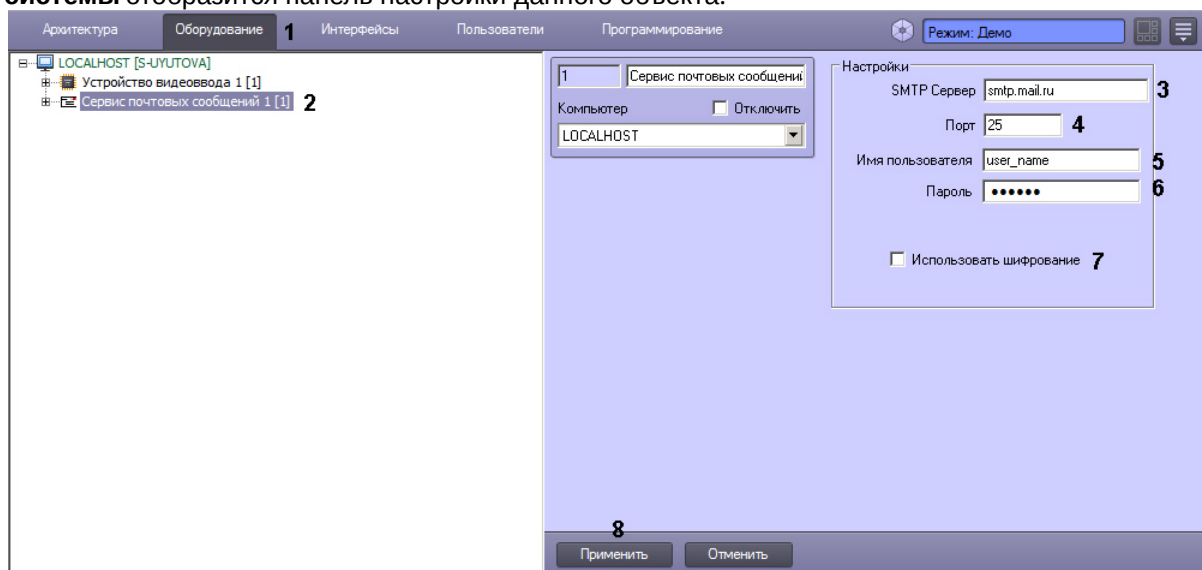 системы отобразится панель настройки данного объекта.
Архитектура Оборудование 1 Интерфейсы Пользователи Программирование Режим: Демо
LOCALHOST [S-UYUTOVA]
Устройство видеоввода 1 [1]
Сервис почтовых сообщений 1 [1] 2
1 Сервис почтовых сообщений
Компьютер Отключить
LOCALHOST
Настройки
SMTP Сервер smtp.mail.ru 3
Порт 25 4
Имя пользователя user_name 5
Пароль •••••• 6
Использовать шифрование 7
8
Применить Отменить